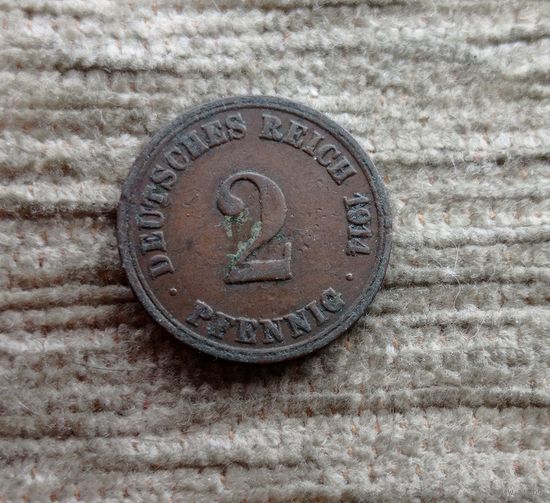 DEUTSCHES REICH 1914
2
· PFENNIG ·